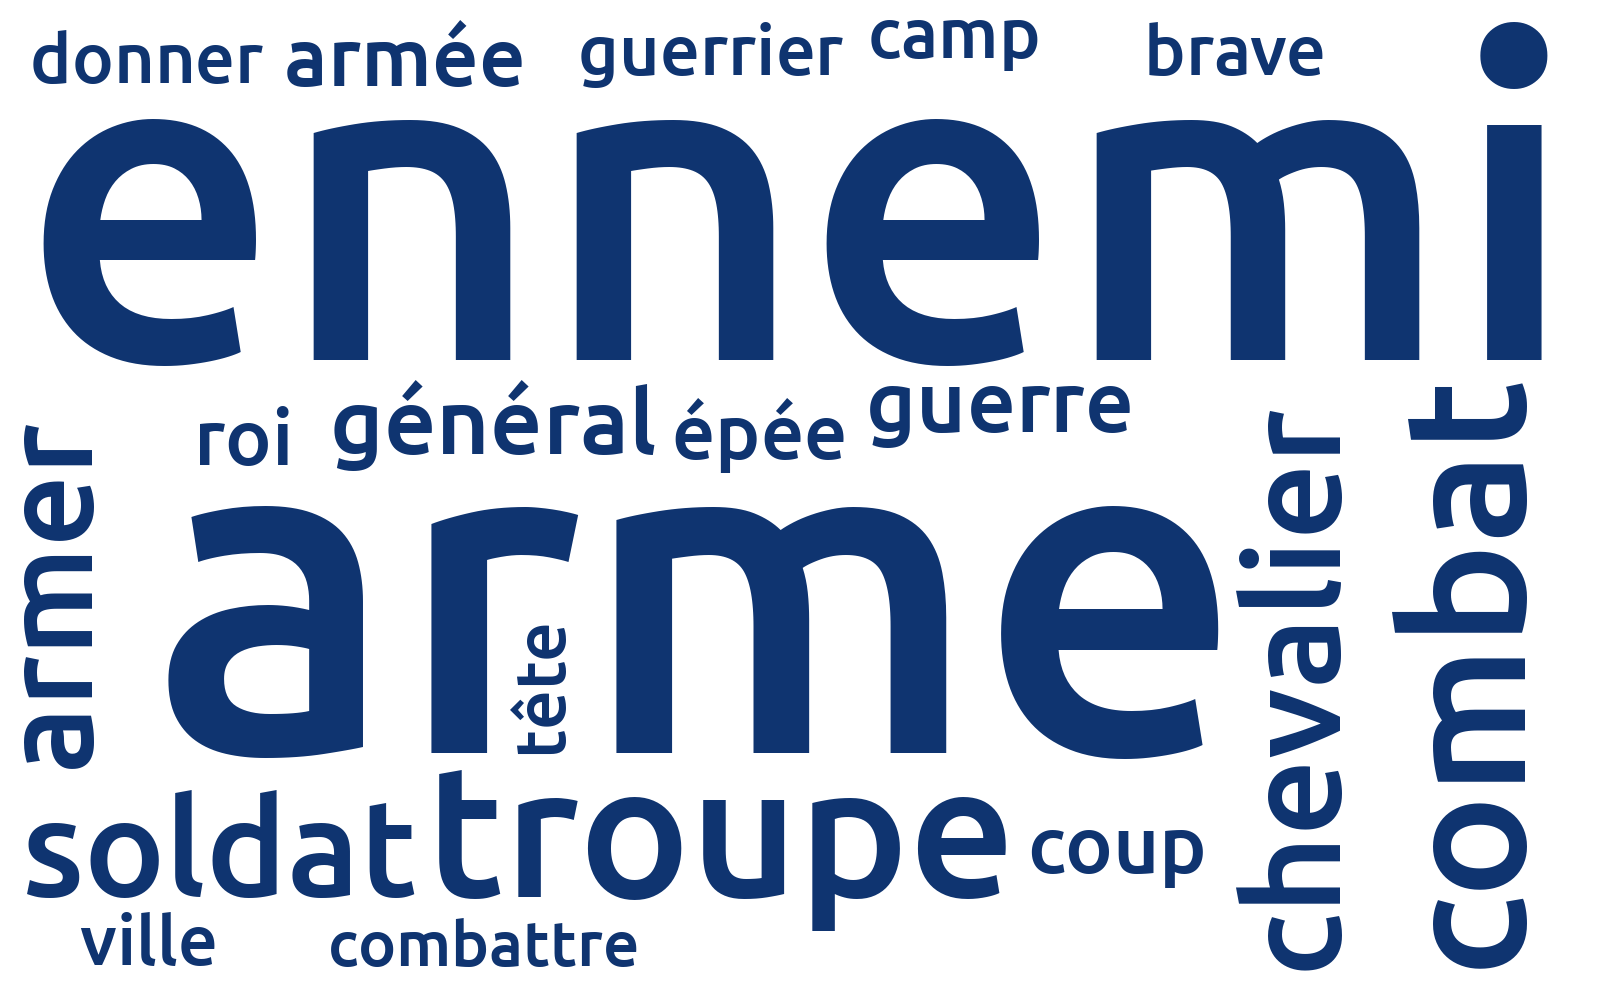 donner armée guerrier camp brave
ennemi
roi général épée guerre
armer
arme
tête
chevalier
combat
soldat troupe coup
ville combattre